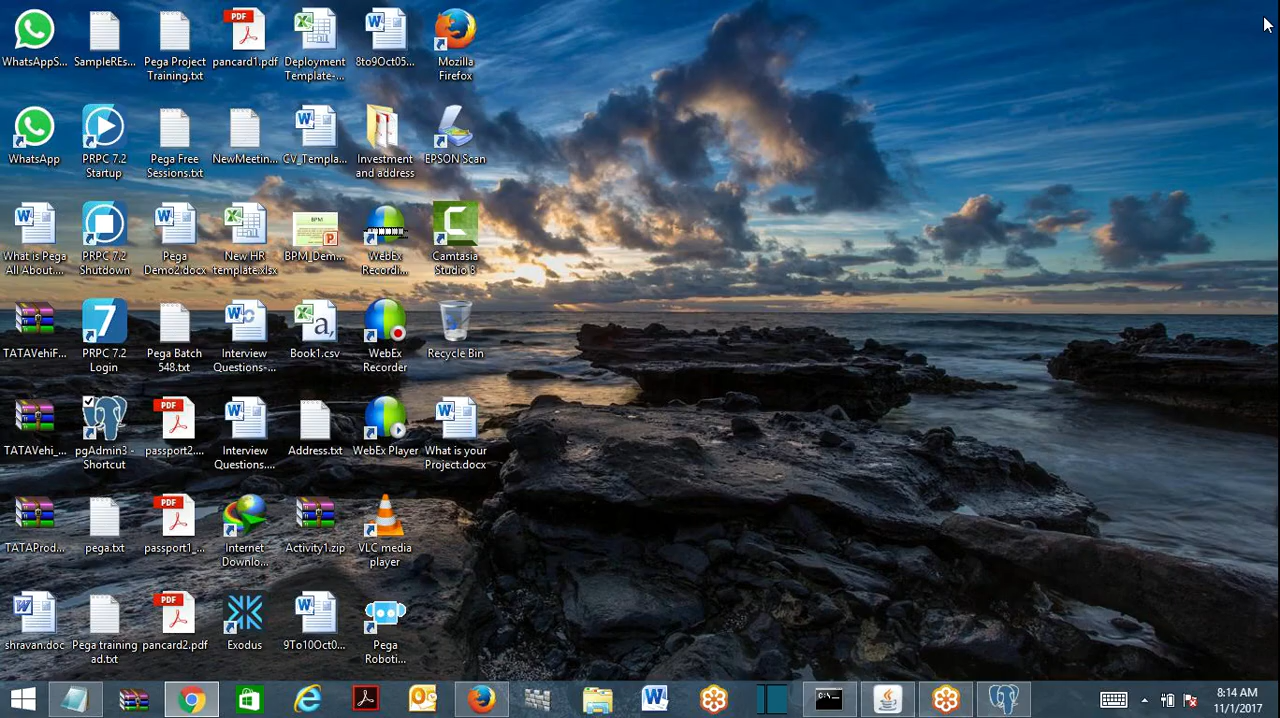 WhatsAppS...
SampleREs...
Pega Project
Training.txt
pancard1.pdf
Deployment
Template-...
8to9Oct05...
Mozilla
Firefox
WhatsApp
PRPC 7.2
Startup
Pega Free
Sessions.txt
NewMeetin...
CV_Templa...
Investment
and address
EPSON Scan
What is Pega
All About....
PRPC 7.2
Shutdown
Pega
Demo2.docx
New HR
template.xlsx
BPM_Dem...
WebEx
Recordi...
Camtasia
Studio 8
TATAVehiF...
PRPC 7.2
Login
Pega Batch
548.txt
Interview
Questions-...
Book1.csv
WebEx
Recorder
Recycle Bin
TATAVehi_...
pgAdmin3 -
Shortcut
passport2....
Interview
Questions....
Address.txt
WebEx Player
What is your
Project.docx
TATAProd...
pega.txt
passport1_...
Internet
Downlo...
Activity1.zip
VLC media
player
shravan.doc
Pega training
ad.txt
pancard2.pdf
Exodus
9To10Oct0...
Pega
Roboti...
8:14 AM
11/1/2017